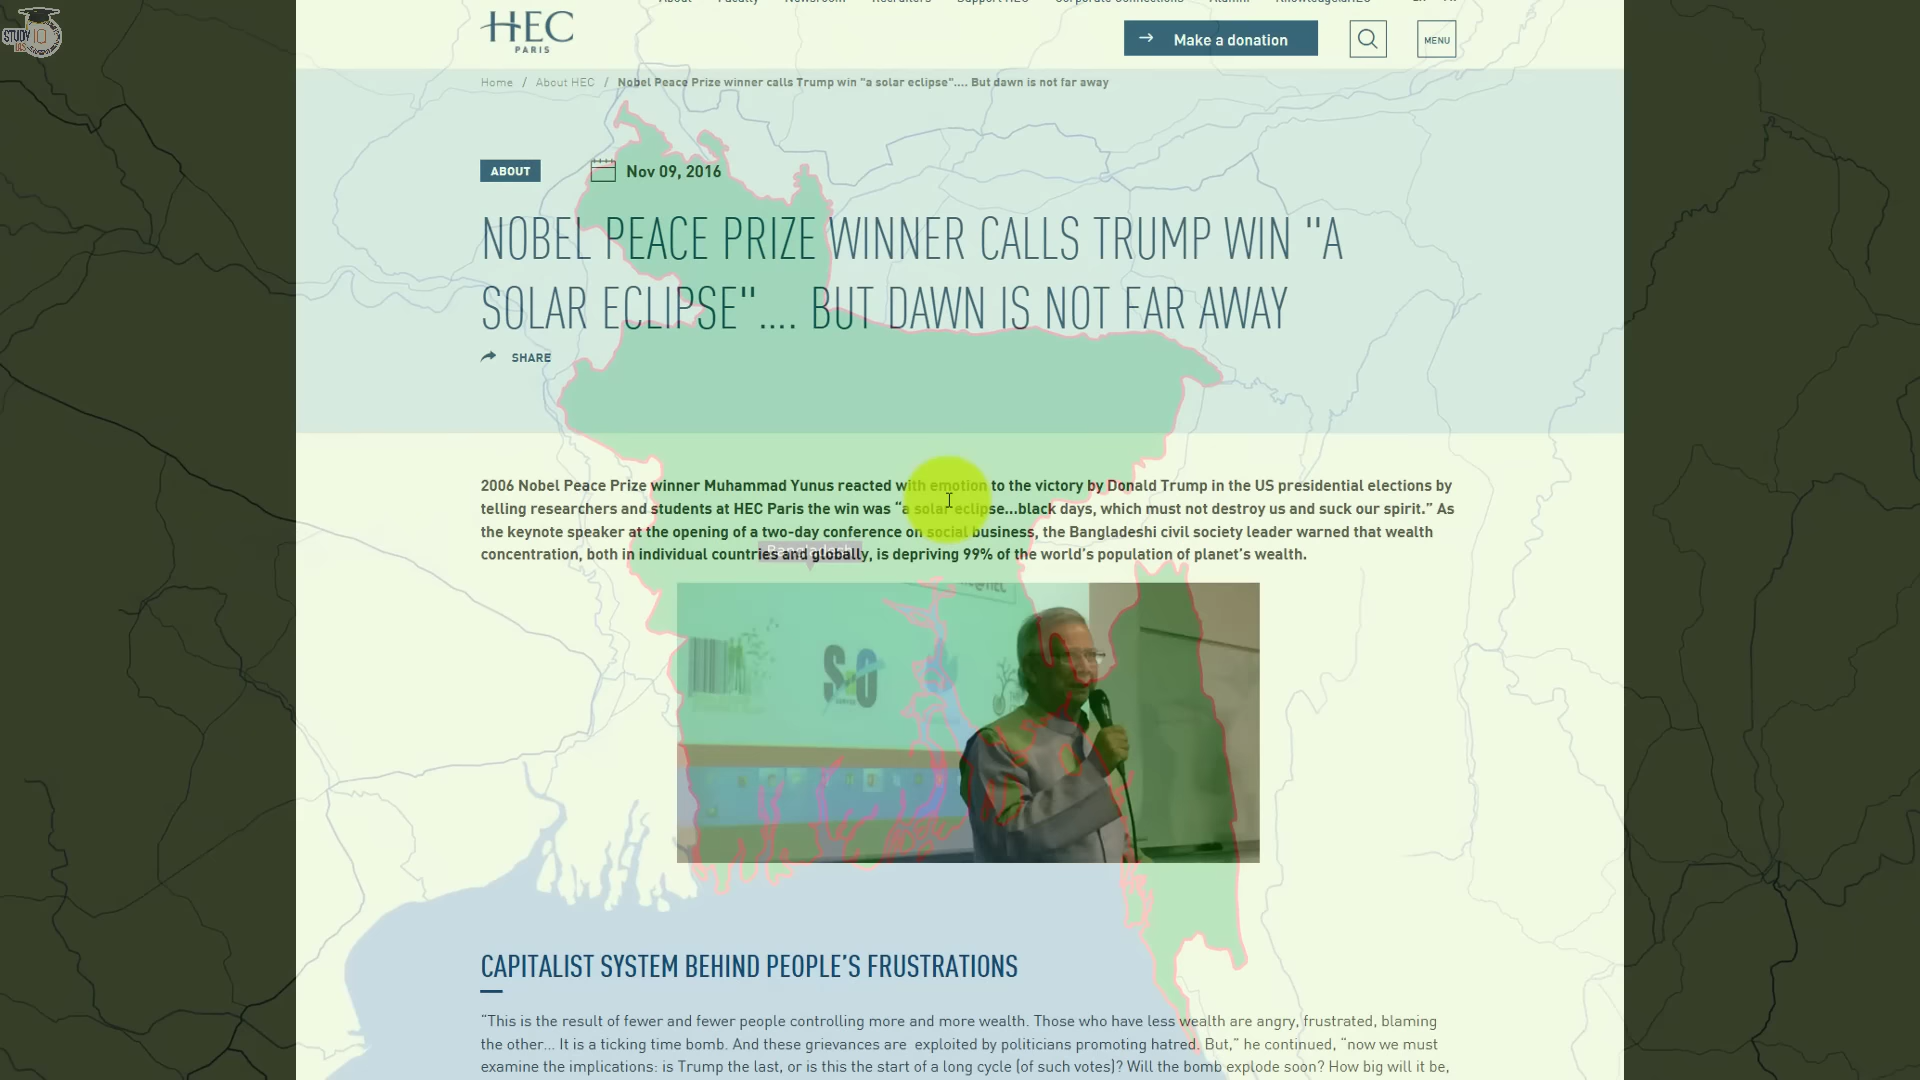 STUDY IQ
IAS
HEC
PARIS
Make a donation
MENU
Home / About HEC / Nobel Peace Prize winner calls Trump win "a solar eclipse".... But dawn is not far away
ABOUT
Nov 09, 2016
NOBEL PEACE PRIZE WINNER CALLS TRUMP WIN "A
SOLAR ECLIPSE".... BUT DAWN IS NOT FAR AWAY
SHARE
2006 Nobel Peace Prize winner Muhammad Yunus reacted with emotion to the victory by Donald Trump in the US presidential elections by
telling researchers and students at HEC Paris the win was “a solar eclipse...black days, which must not destroy us and suck our spirit.” As
the keynote speaker at the opening of a two-day conference on social business, the Bangladeshi civil society leader warned that wealth
concentration, both in individual countries and globally, is depriving 99% of the world’s population of planet’s wealth.
Bangladesh
CAPITALIST SYSTEM BEHIND PEOPLE’S FRUSTRATIONS
“This is the result of fewer and fewer people controlling more and more wealth. Those who have less wealth are angry, frustrated, blaming
the other... It is a ticking time bomb. And these grievances are exploited by politicians promoting hatred. But,” he continued, “now we must
examine the implications: is Trump the last, or is this the start of a long cycle (of such votes)? Will the bomb explode soon? How big will it be,